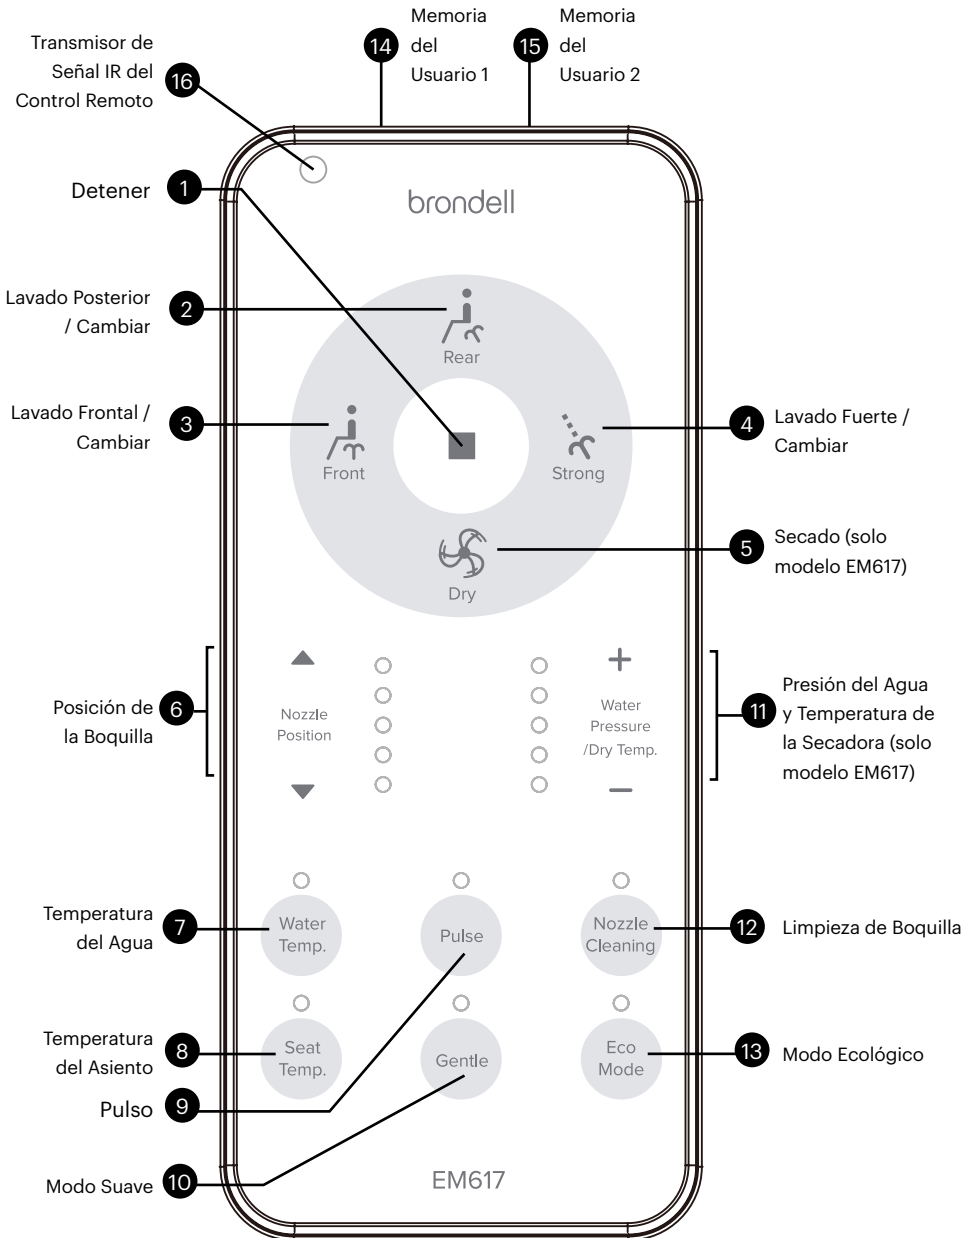 14
Memoria
del
Usuario 1
15
Memoria
del
Usuario 2
Transmisor de
Señal IR del
Control Remoto
16
Detener
1
brondell
Lavado Posterior
/ Cambiar
2
Rear
Lavado Frontal /
Cambiar
3
Front
Strong
4
Lavado Fuerte /
Cambiar
Dry
5
Secado (solo
modelo EM617)
Posición de
la Boquilla
6
Nozzle
Position
Water
Pressure
/Dry Temp.
11
Presión del Agua
y Temperatura de
la Secadora (solo
modelo EM617)
Temperatura
del Agua
7
Water
Temp.
Pulse
Nozzle
Cleaning
12
Limpieza de Boquilla
Temperatura
del Asiento
8
Seat
Temp.
Gentle
Eco
Mode
13
Modo Ecológico
Pulso
9
Modo Suave
10
EM617